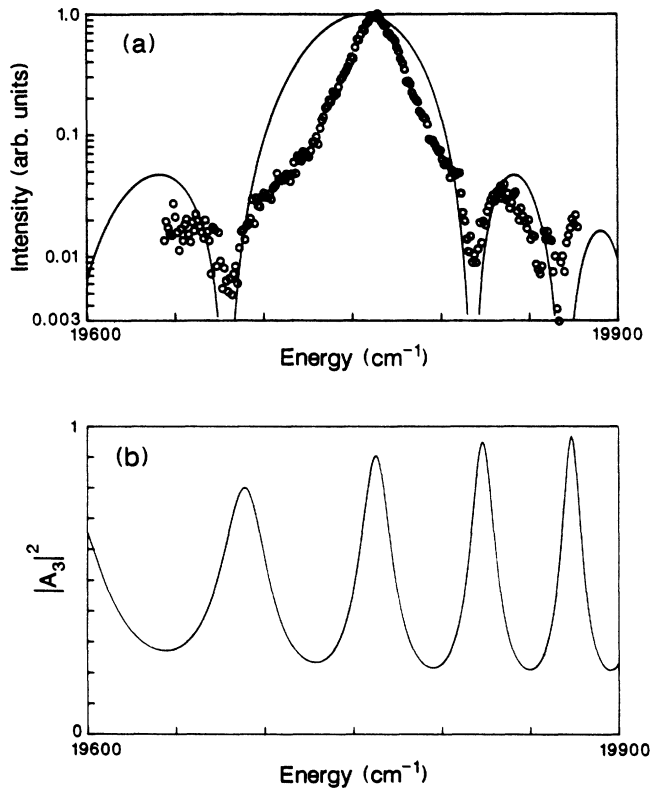 (a)
Intensity (arb. units)
1.0
0.1
0.01
0.003
19600
19900
Energy (cm⁻¹)
(b)
|A₃|²
1
0
19600
19900
Energy (cm⁻¹)